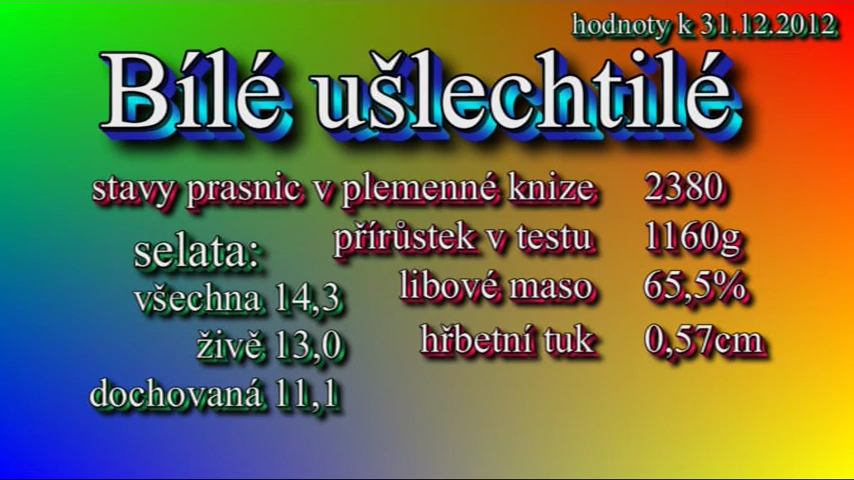 hodnoty k 31.12.2012
Bílé ušlechtilé
stavy prasnic v plemenné knize 2380
přírůstek v testu 1160g
selata:
libové maso 65,5%
všechna 14,3
hřbetní tuk 0,57cm
živě 13,0
dochovaná 11,1